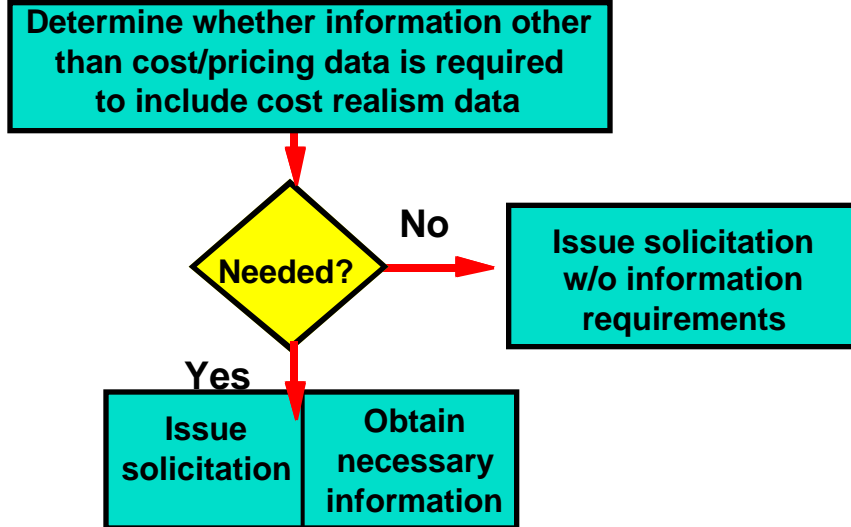 Determine whether information other
than cost/pricing data is required
to include cost realism data
Needed?
No
Issue solicitation
w/o information
requirements
Yes
Issue
solicitation
Obtain
necessary
information